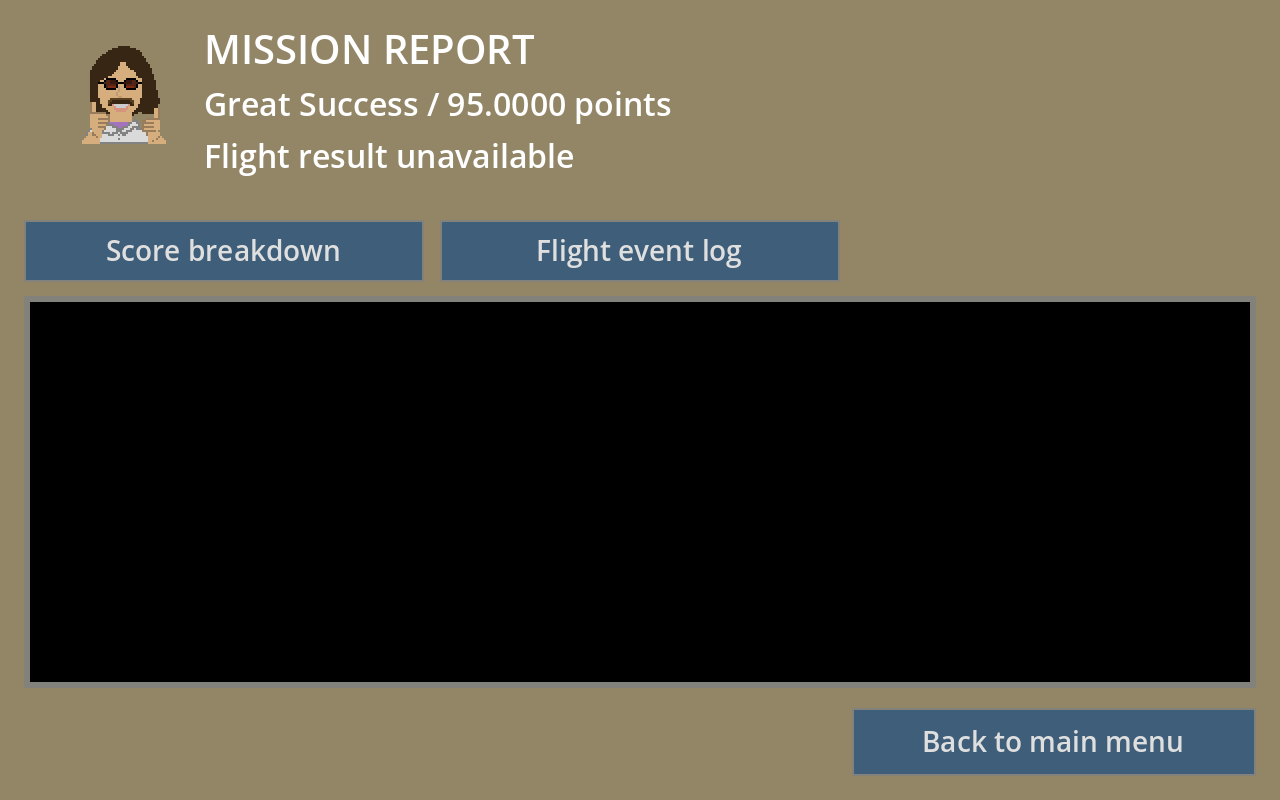 MISSION REPORT
Great Success / 95.0000 points
Flight result unavailable
Score breakdown
Flight event log
Back to main menu